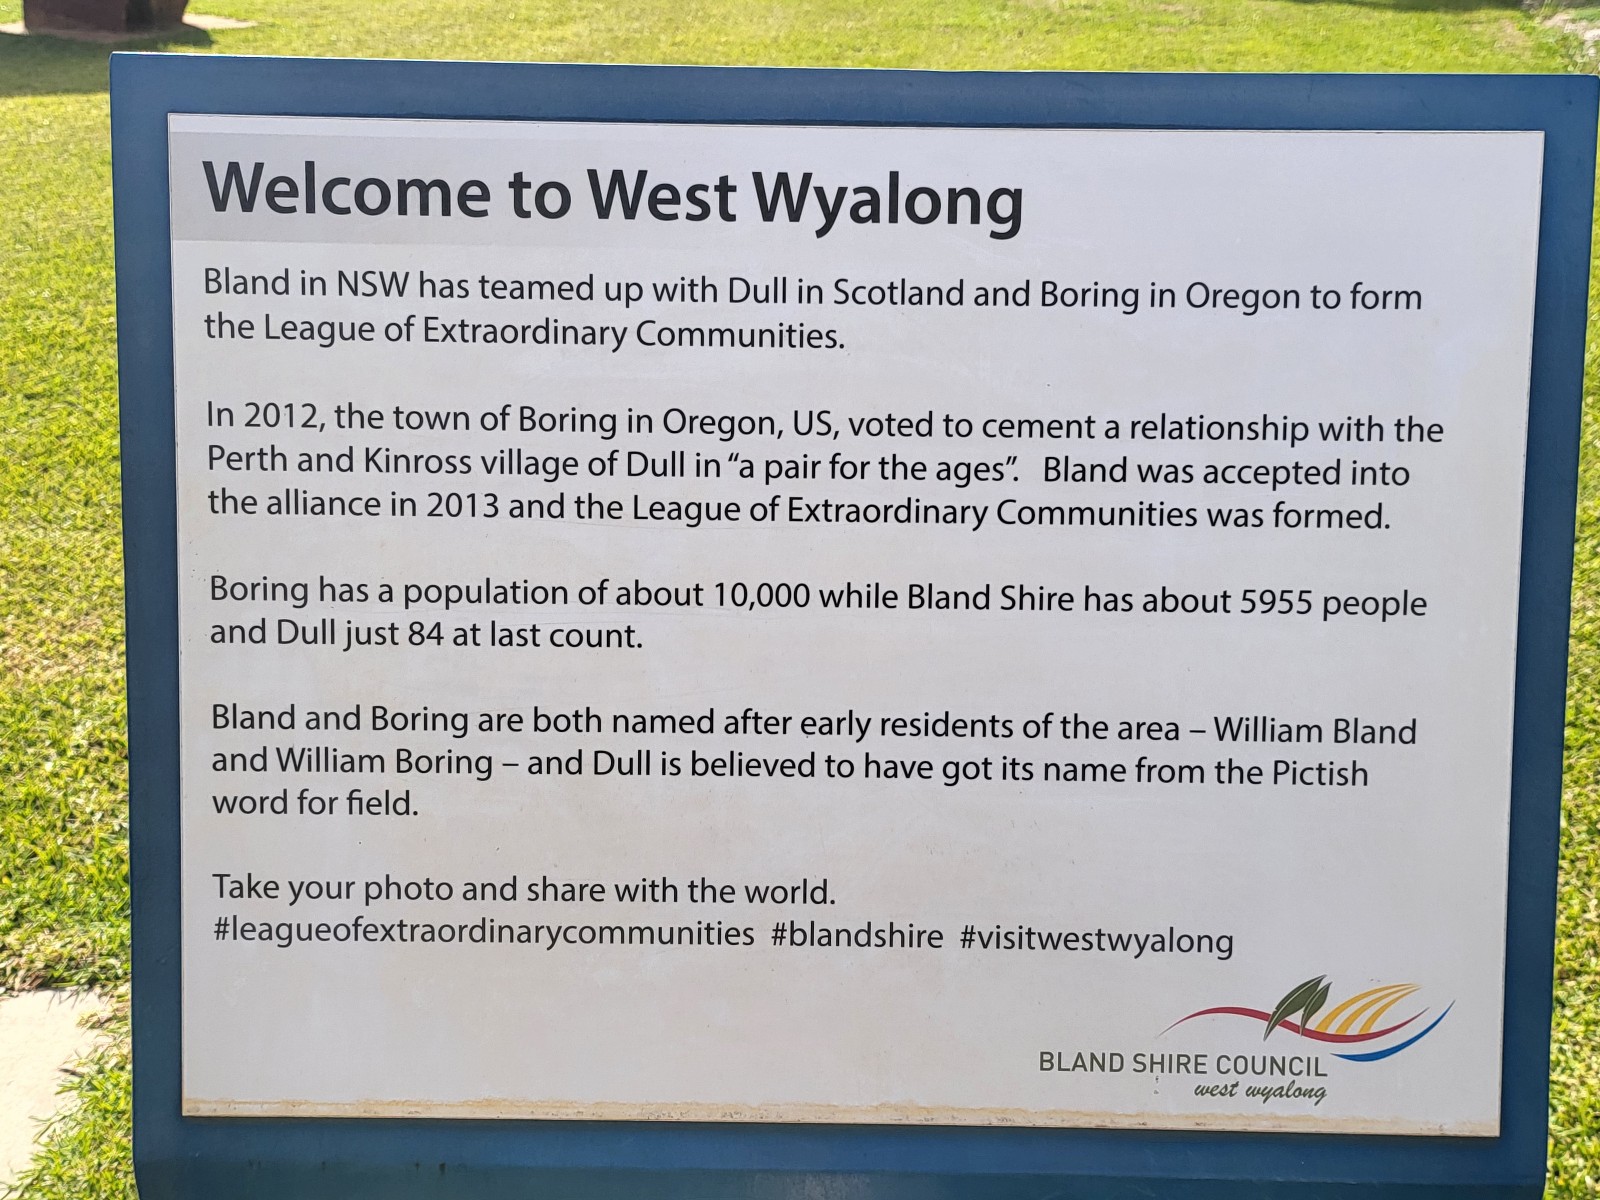 Welcome to West Wyalong
Bland in NSW has teamed up with Dull in Scotland and Boring in Oregon to form
the League of Extraordinary Communities.
In 2012, the town of Boring in Oregon, US, voted to cement a relationship with the
Perth and Kinross village of Dull in “a pair for the ages”. Bland was accepted into
the alliance in 2013 and the League of Extraordinary Communities was formed.
Boring has a population of about 10,000 while Bland Shire has about 5955 people
and Dull just 84 at last count.
Bland and Boring are both named after early residents of the area – William Bland
and William Boring – and Dull is believed to have got its name from the Pictish
word for field.
Take your photo and share with the world.
#leagueofextraordinarycommunities #blandshire #visitwestwyalong
BLAND SHIRE COUNCIL
west wyalong